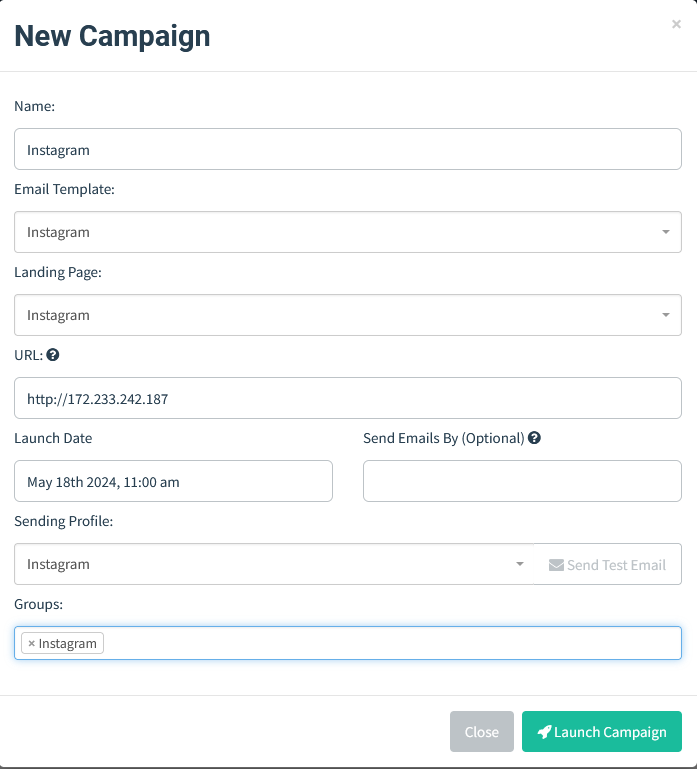 New Campaign
×
Name:
Instagram
Email Template:
Instagram
Landing Page:
Instagram
URL: ?
http://172.233.242.187
Launch Date
Send Emails By (Optional) ?
May 18th 2024, 11:00 am
Sending Profile:
Instagram
Send Test Email
Groups:
× Instagram
Close
Launch Campaign